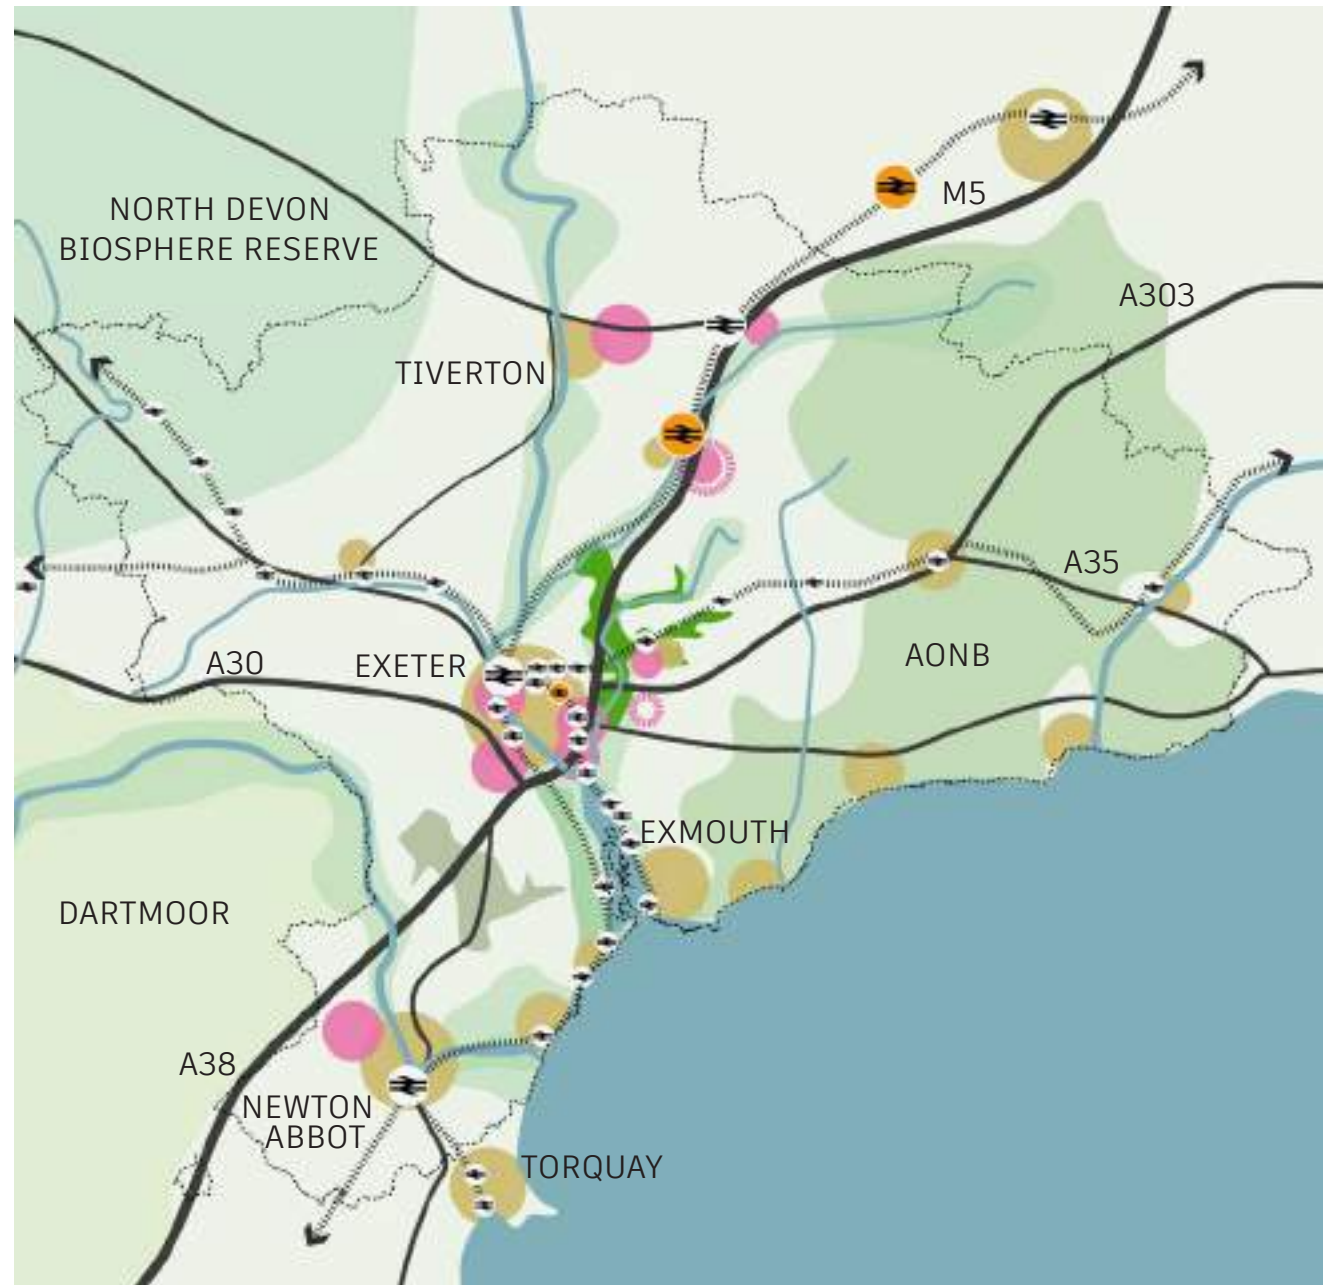 NORTH DEVON
BIOSPHERE RESERVE
M5
A303
TIVERTON
A35
A30
EXETER
AONB
EXMOUTH
DARTMOOR
A38
NEWTON
ABBOT
TORQUAY